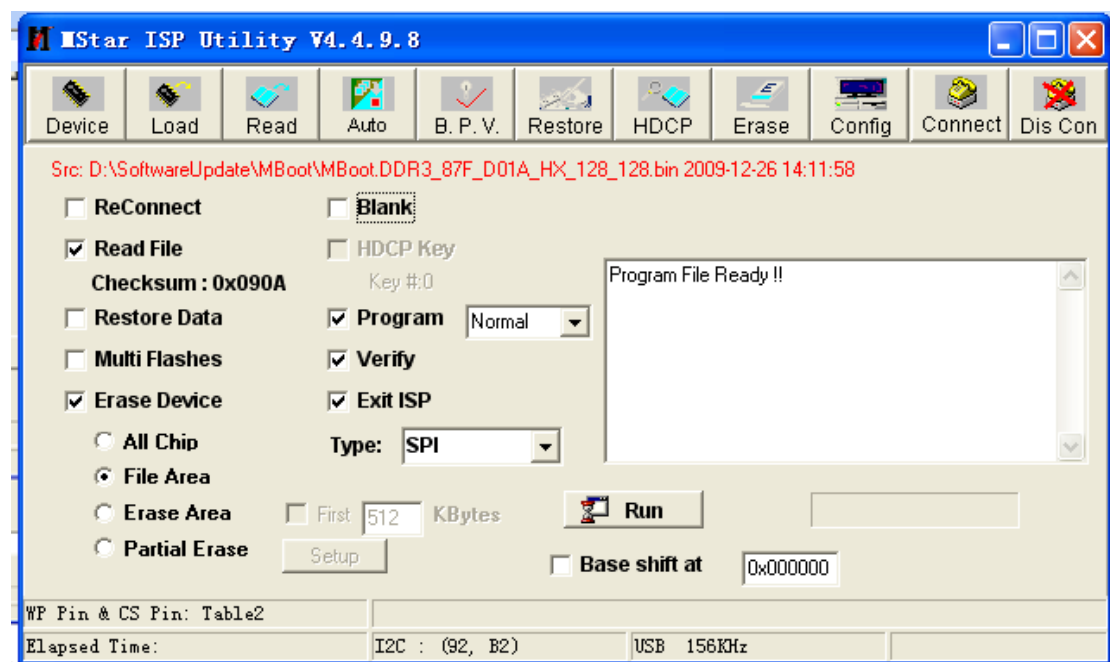 MStar ISP Utility V4.4.9.8
Device Load Read Auto B.P.V. Restore HDCP Erase Config Connect Dis Con
Src: D:\SoftwareUpdate\MBoot\MBoot.DDR3_87F_D01A_HX_128_128.bin 2009-12-26 14:11:58
ReConnect Blank
Read File HDCP Key
Checksum : 0x090A Key #:0
Program File Ready !!
Restore Data Program Normal
Multi Flashes Verify
Erase Device Exit ISP
All Chip Type: SPI
File Area
Erase Area First 512 KBytes Run
Partial Erase Setup
Base shift at 0x000000
WP Pin & CS Pin: Table2
Elapsed Time: I2C : (92, B2) USB 156KHz